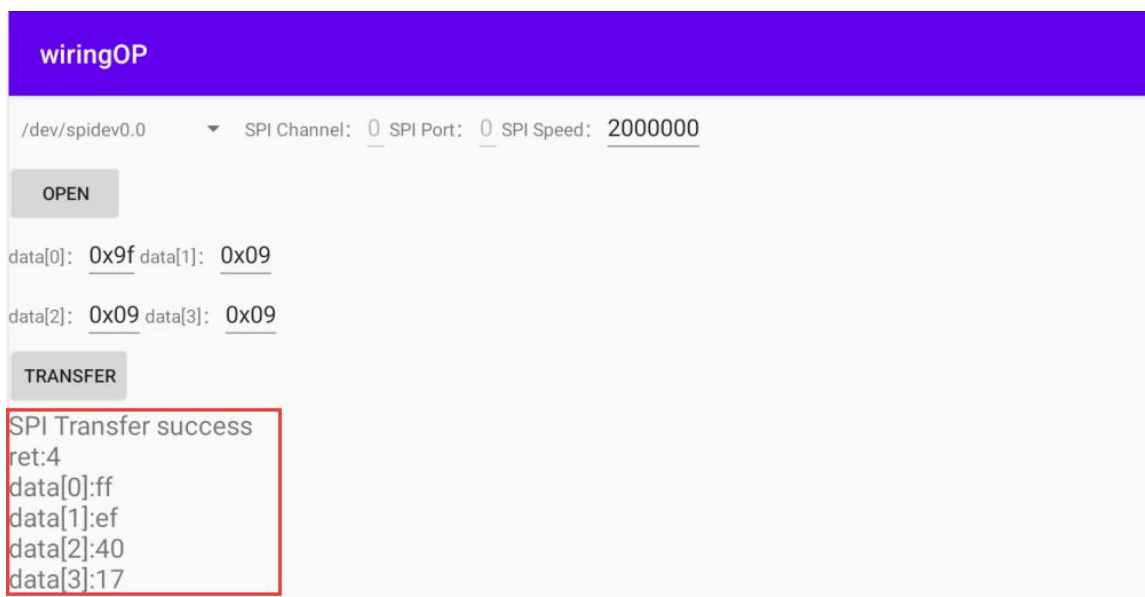 wiringOP
/dev/spidev0.0 SPI Channel: 0 SPI Port: 0 SPI Speed: 2000000
OPEN
data[0]: 0x9f data[1]: 0x09
data[2]: 0x09 data[3]: 0x09
TRANSFER
SPI Transfer success
ret:4
data[0]:ff
data[1]:ef
data[2]:40
data[3]:17